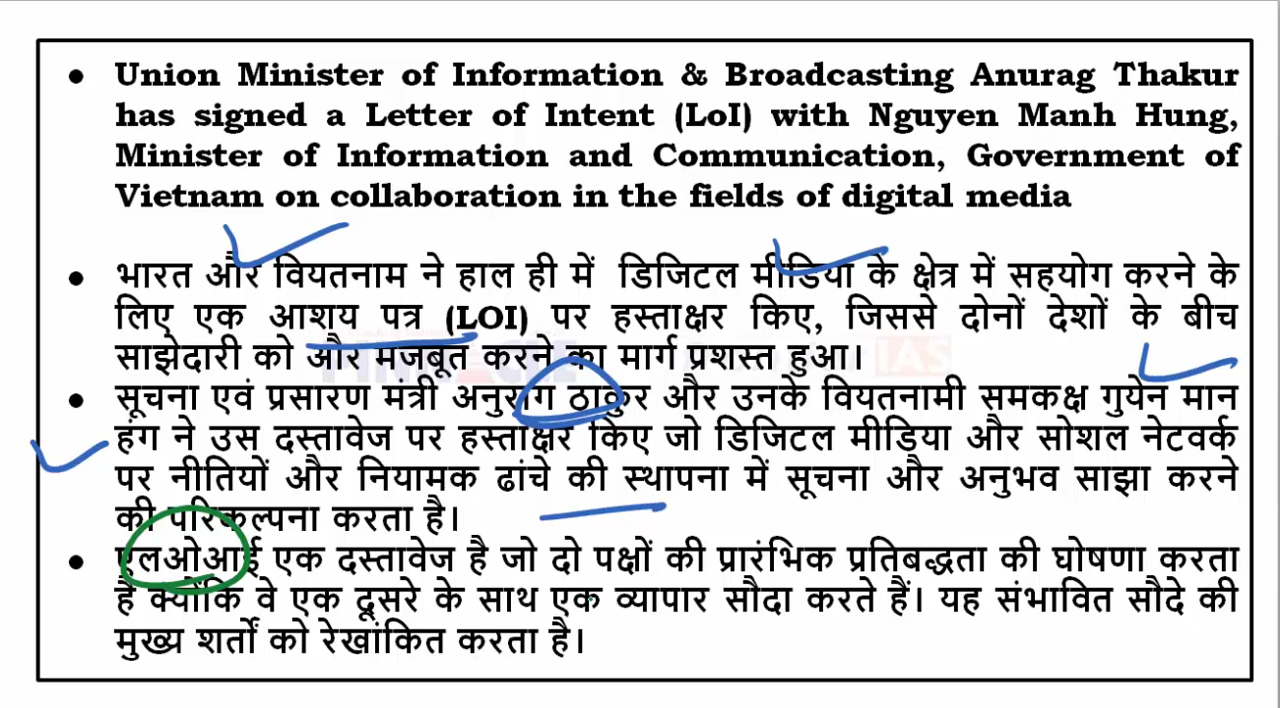 • Union Minister of Information & Broadcasting Anurag Thakur
has signed a Letter of Intent (LoI) with Nguyen Manh Hung,
Minister of Information and Communication, Government of
Vietnam on collaboration in the fields of digital media
• भारत और वियतनाम ने हाल ही में डिजिटल मीडिया के क्षेत्र में सहयोग करने के
लिए एक आशय पत्र (LOI) पर हस्ताक्षर किए, जिससे दोनों देशों के बीच
साझेदारी को और मजबूत करने का मार्ग प्रशस्त हुआ।
IAS
• सूचना एवं प्रसारण मंत्री अनुराग ठाकुर और उनके वियतनामी समकक्ष गुयेन मान
हंग ने उस दस्तावेज पर हस्ताक्षर किए जो डिजिटल मीडिया और सोशल नेटवर्क
पर नीतियों और नियामक ढांचे की स्थापना में सूचना और अनुभव साझा करने
की परिकल्पना करता है।
• एलओआई एक दस्तावेज है जो दो पक्षों की प्रारंभिक प्रतिबद्धता की घोषणा करता
है क्योंकि वे एक दूसरे के साथ एक व्यापार सौदा करते हैं। यह संभावित सौदे की
मुख्य शर्तों को रेखांकित करता है।